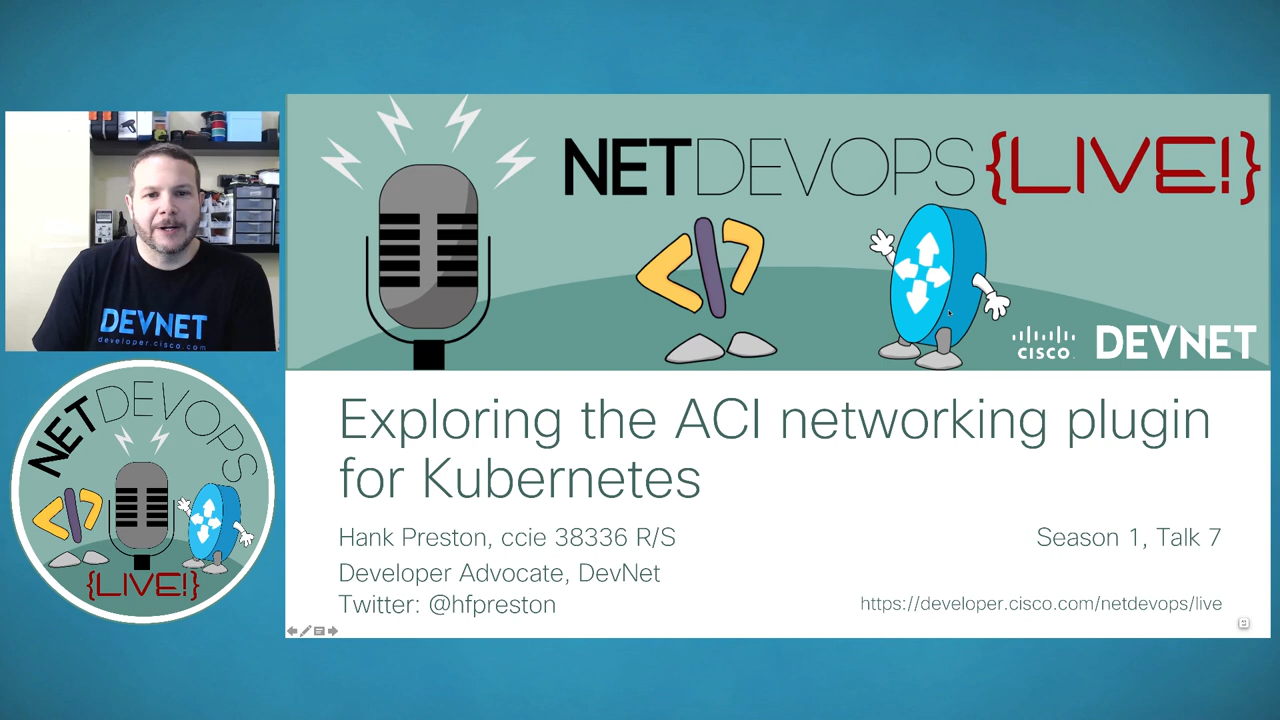 NETDEVOPS{LIVE!}
CISCO
DEVNET
DEVNET
developer.cisco.com
NETDEVOPS
{LIVE!}
Exploring the ACI networking plugin
for Kubernetes
Hank Preston, ccie 38336 R/S
Season 1, Talk 7
Developer Advocate, DevNet
Twitter: @hfpreston
https://developer.cisco.com/netdevops/live